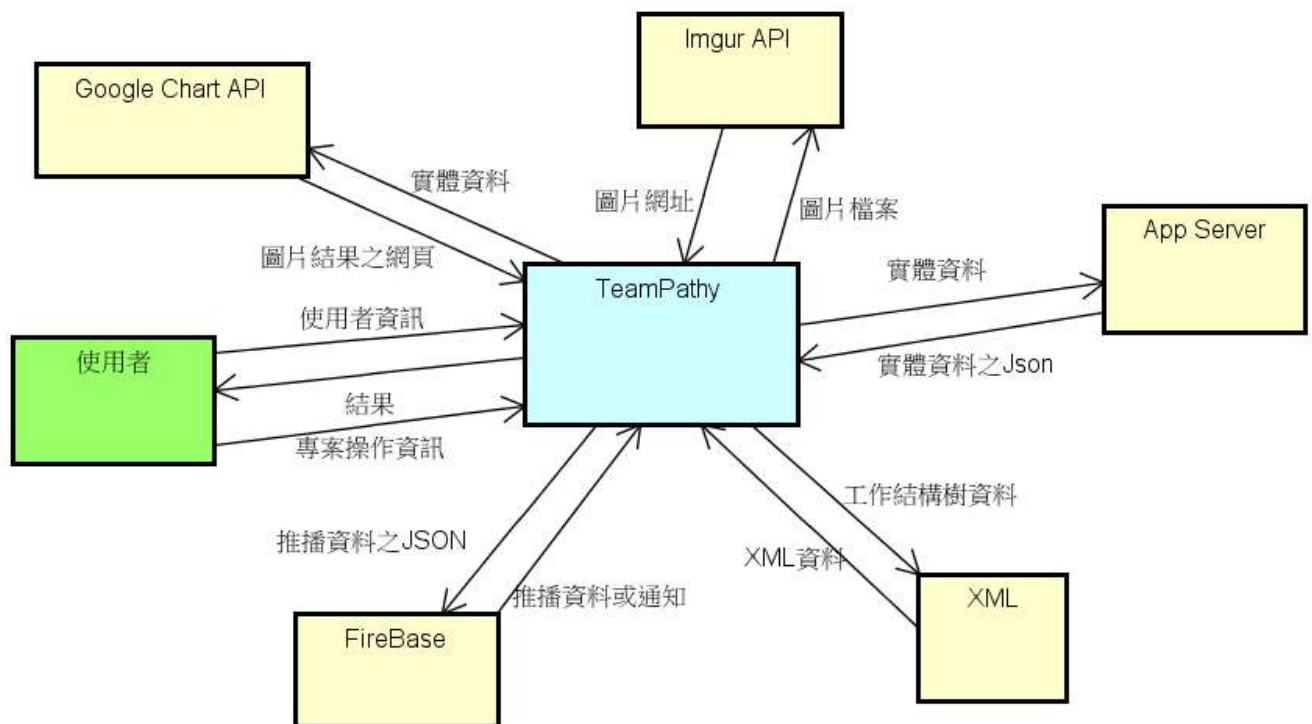 Imgur API
Google Chart API
實體資料
圖片網址
圖片檔案
App Server
圖片結果之網頁
TeamPathy
實體資料
使用者資訊
使用者
實體資料之Json
結果
專案操作資訊
工作結構樹資料
推播資料之JSON
XML資料
推播資料或通知
XML
FireBase